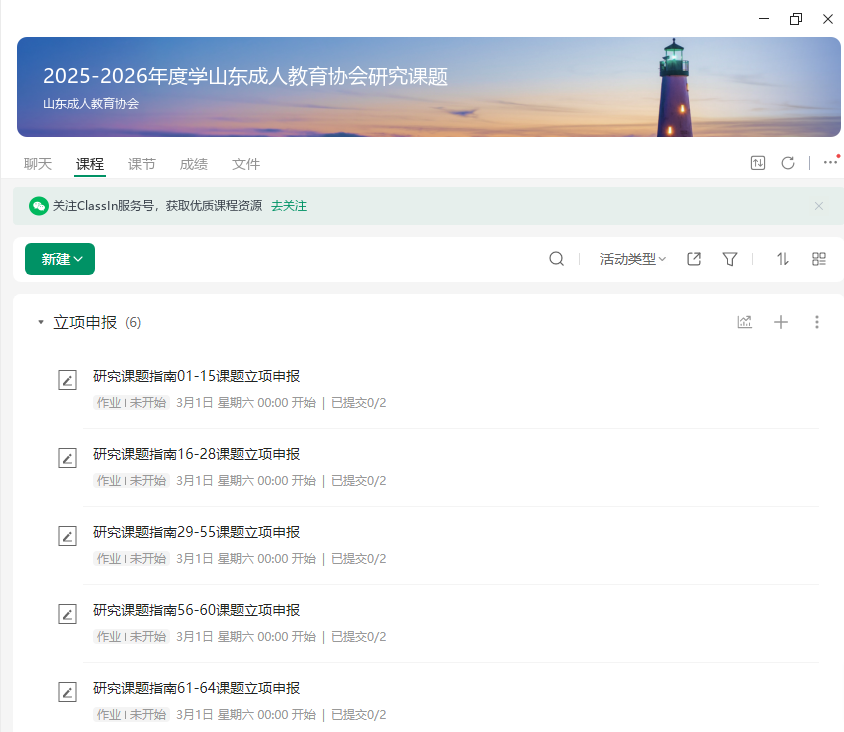 2025-2026年度学山东成人教育协会研究课题
山东成人教育协会
聊天 课程 课节 成绩 文件
关注ClassIn服务号，获取优质课程资源 去关注
新建 活动类型
立项申报 (6)
研究课题指南01-15课题立项申报
作业 | 未开始 3月1日 星期六 00:00 开始 | 已提交0/2
研究课题指南16-28课题立项申报
作业 | 未开始 3月1日 星期六 00:00 开始 | 已提交0/2
研究课题指南29-55课题立项申报
作业 | 未开始 3月1日 星期六 00:00 开始 | 已提交0/2
研究课题指南56-60课题立项申报
作业 | 未开始 3月1日 星期六 00:00 开始 | 已提交0/2
研究课题指南61-64课题立项申报
作业 | 未开始 3月1日 星期六 00:00 开始 | 已提交0/2